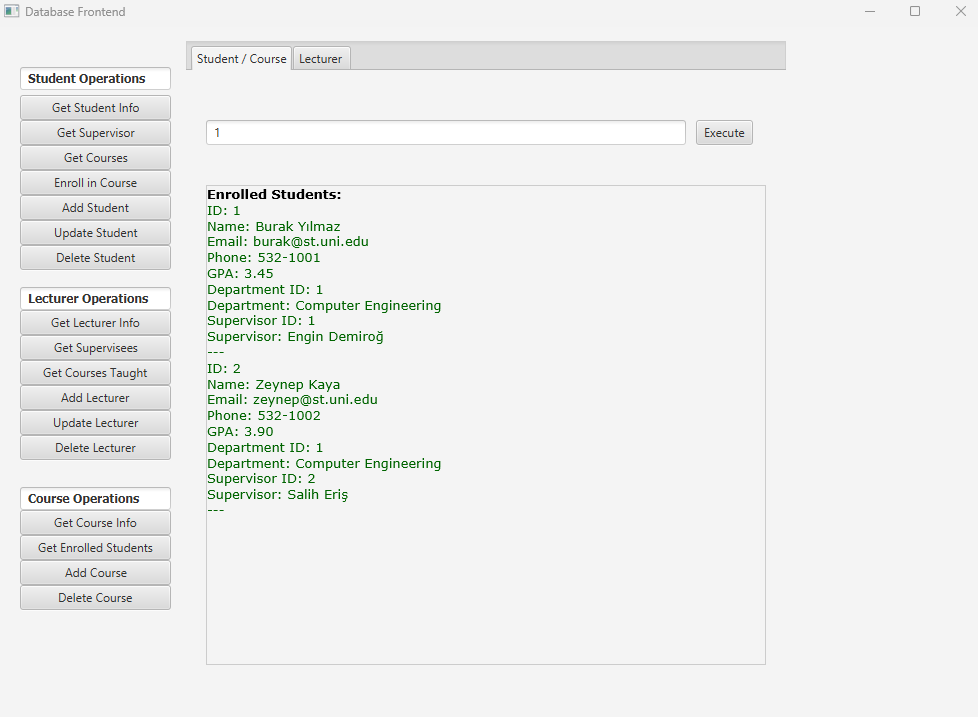 Database Frontend
Student / Course
Lecturer
Student Operations
Get Student Info
Get Supervisor
Get Courses
Enroll in Course
Add Student
Update Student
Delete Student
Lecturer Operations
Get Lecturer Info
Get Supervisees
Get Courses Taught
Add Lecturer
Update Lecturer
Delete Lecturer
Course Operations
Get Course Info
Get Enrolled Students
Add Course
Delete Course
1
Execute
Enrolled Students:
ID: 1
Name: Burak Yılmaz
Email: burak@st.uni.edu
Phone: 532-1001
GPA: 3.45
Department ID: 1
Department: Computer Engineering
Supervisor ID: 1
Supervisor: Engin Demiroğ
---
ID: 2
Name: Zeynep Kaya
Email: zeynep@st.uni.edu
Phone: 532-1002
GPA: 3.90
Department ID: 1
Department: Computer Engineering
Supervisor ID: 2
Supervisor: Salih Eriş
---